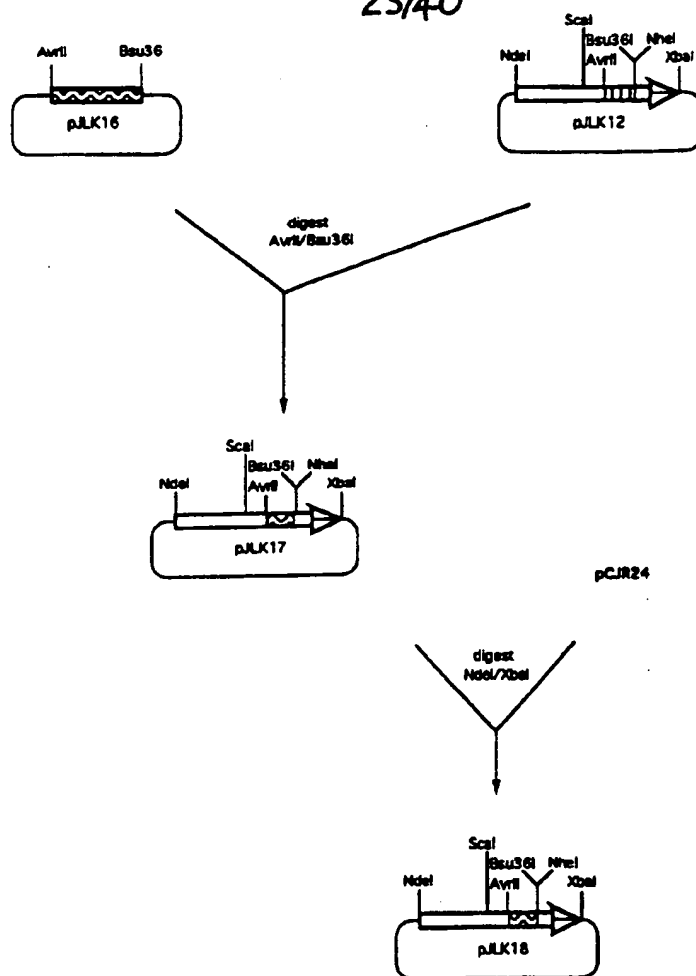 23/40
AvrII Bsu36
pJLK16
ScaI
Bsu36I NheI
NdeI AvrII XbaI
pJLK12
digest
AvrII/Bsu36I
ScaI
Bsu36I NheI
NdeI AvrII XbaI
pJLK17
pCJR24
digest
NdeI/XbaI
ScaI
Bsu36I NheI
NdeI AvrII XbaI
pJLK18